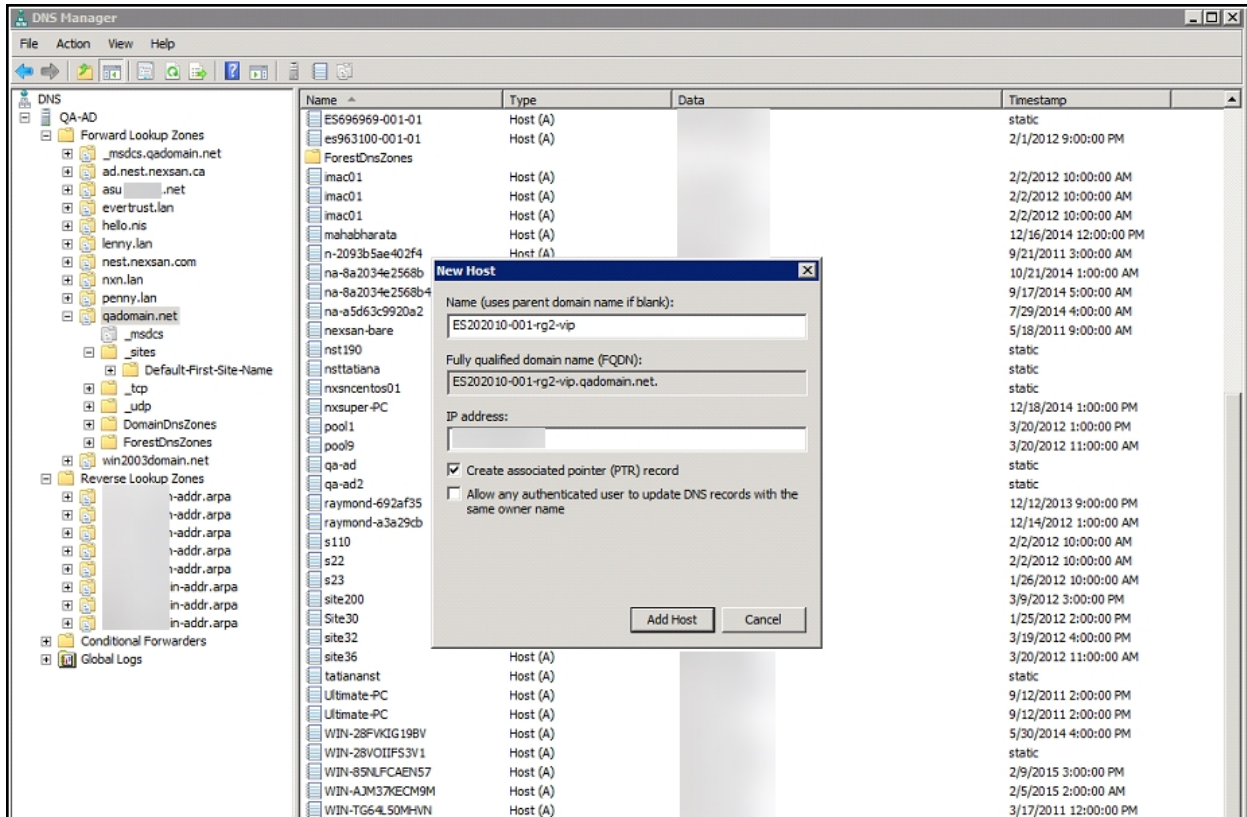 DNS Manager
File Action View Help
DNS
QA-AD
Forward Lookup Zones
_msdcs.qadomain.net
ad.nest.nexsan.ca
asu .net
evertrust.lan
hello.nis
lenny.lan
nest.nexsan.com
nxn.lan
penny.lan
qadomain.net
_msdcs
_sites
Default-First-Site-Name
_tcp
_udp
DomainDnsZones
ForestDnsZones
win2003domain.net
Reverse Lookup Zones
-addr.arpa
-addr.arpa
-addr.arpa
-addr.arpa
-addr.arpa
in-addr.arpa
in-addr.arpa
in-addr.arpa
Conditional Forwarders
Global Logs
Name Type Data Timestamp
ES696969-001-01 Host (A) static
es963100-001-01 Host (A) 2/1/2012 9:00:00 PM
ForestDnsZones
imac01 Host (A) 2/2/2012 10:00:00 AM
imac01 Host (A) 2/2/2012 10:00:00 AM
imac01 Host (A) 2/2/2012 10:00:00 AM
mahabharata Host (A) 12/16/2014 12:00:00 PM
n-2093b5ae402f4 Host (A) 9/21/2011 3:00:00 AM
na-8a2034e2568b 10/21/2014 1:00:00 AM
na-8a2034e2568b4 9/17/2014 5:00:00 AM
na-a5d63c9920a2 7/29/2014 4:00:00 AM
nexsan-bare 5/18/2011 9:00:00 AM
nst190 static
nsttatiana static
nxsncentos01 static
nxsuper-PC 12/18/2014 1:00:00 PM
pool1 3/20/2012 1:00:00 PM
pool9 3/20/2012 11:00:00 AM
qa-ad static
qa-ad2 static
raymond-692af35 12/12/2013 9:00:00 PM
raymond-a3a29cb 12/14/2012 1:00:00 AM
s110 2/2/2012 10:00:00 AM
s22 2/2/2012 10:00:00 AM
s23 1/26/2012 10:00:00 AM
site200 3/9/2012 3:00:00 PM
Site30 1/25/2012 2:00:00 PM
site32 3/19/2012 4:00:00 PM
site36 Host (A) 3/20/2012 11:00:00 AM
tatiananst Host (A) static
Ultimate-PC Host (A) 9/12/2011 2:00:00 PM
Ultimate-PC Host (A) 9/12/2011 2:00:00 PM
WIN-28FVKIG19BV Host (A) 5/30/2014 4:00:00 PM
WIN-28VOIIFS3V1 Host (A) static
WIN-85NLFCAEN57 Host (A) 2/9/2015 3:00:00 PM
WIN-AJM37KECM9M Host (A) 2/5/2015 2:00:00 AM
WIN-TG64L50MHVN Host (A) 3/17/2011 12:00:00 PM
New Host
Name (uses parent domain name if blank):
ES202010-001-rg2-vip
Fully qualified domain name (FQDN):
ES202010-001-rg2-vip.qadomain.net.
IP address:
Create associated pointer (PTR) record
Allow any authenticated user to update DNS records with the
same owner name
Add Host Cancel